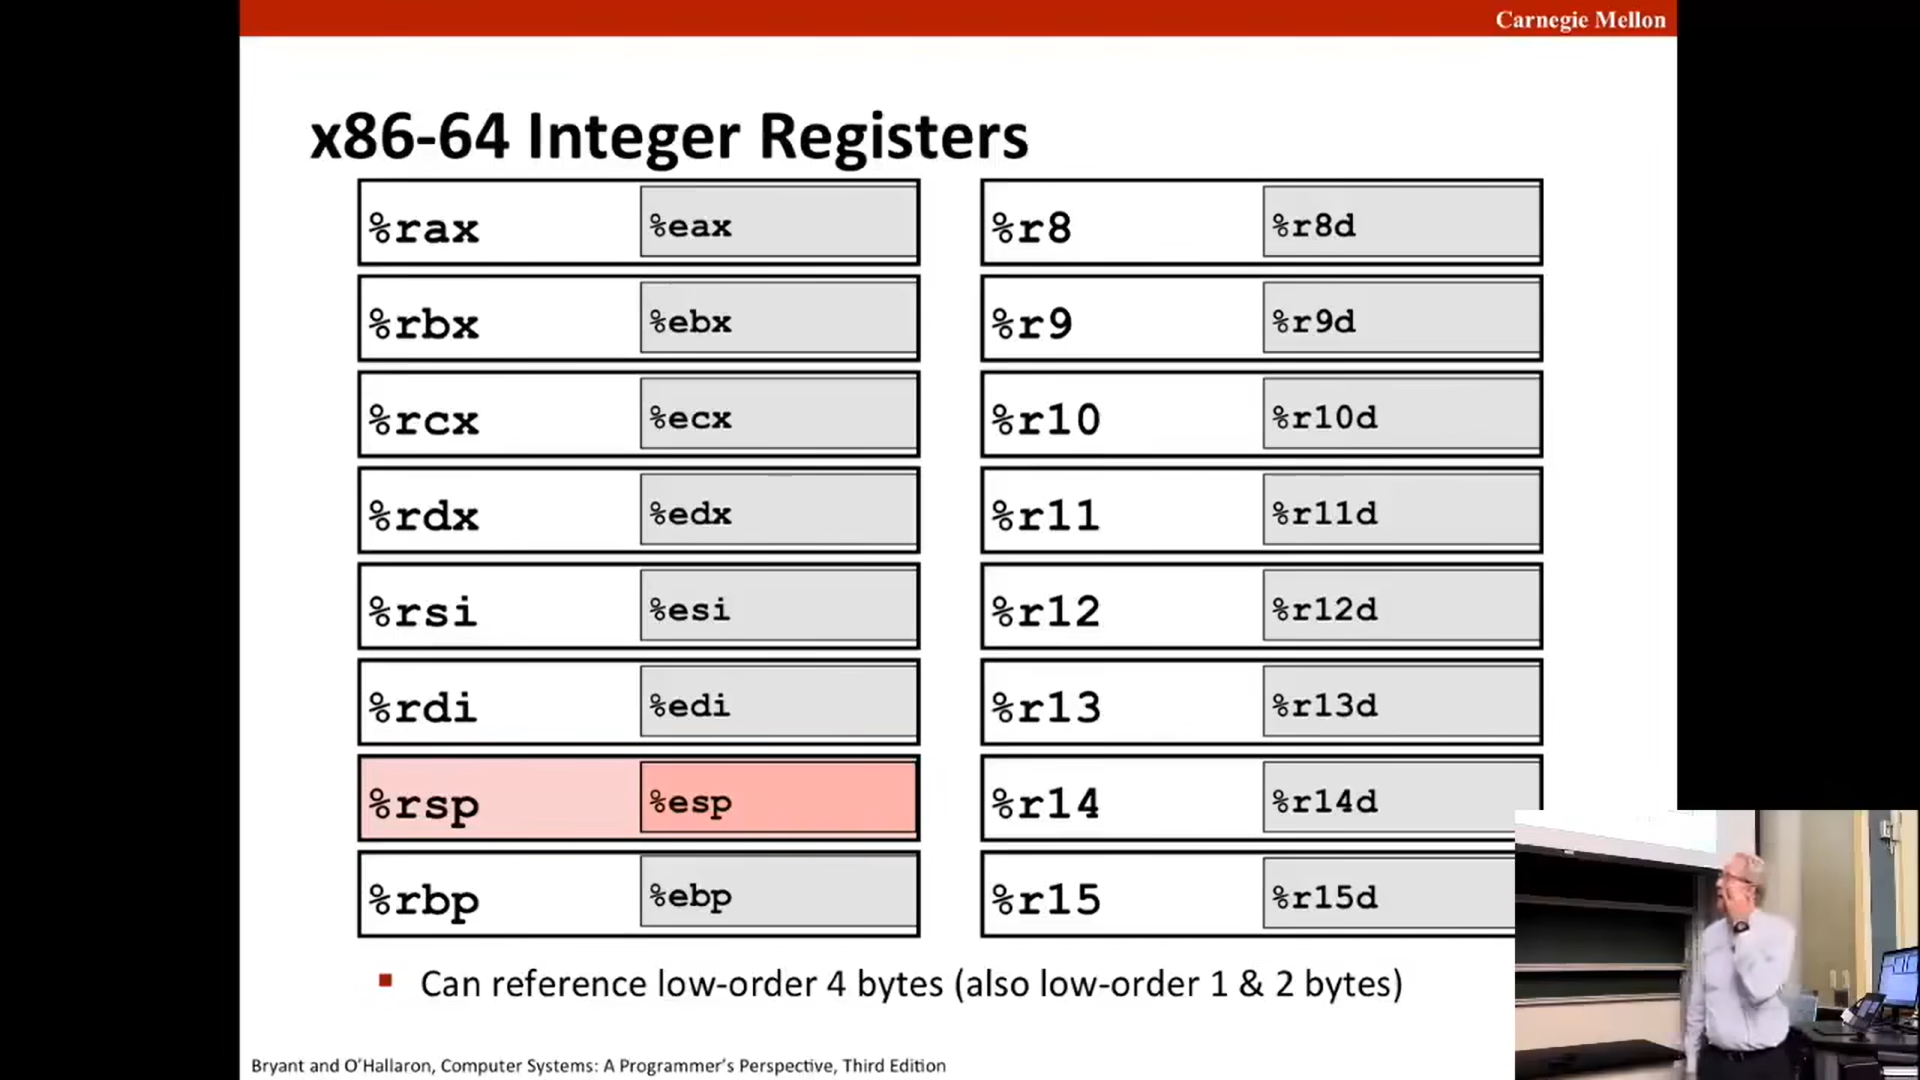 Carnegie Mellon
x86-64 Integer Registers
%rax %eax
%rbx %ebx
%rcx %ecx
%rdx %edx
%rsi %esi
%rdi %edi
%rsp %esp
%rbp %ebp
%r8 %r8d
%r9 %r9d
%r10 %r10d
%r11 %r11d
%r12 %r12d
%r13 %r13d
%r14 %r14d
%r15 %r15d
Can reference low-order 4 bytes (also low-order 1 & 2 bytes)
Bryant and O'Hallaron, Computer Systems: A Programmer's Perspective, Third Edition